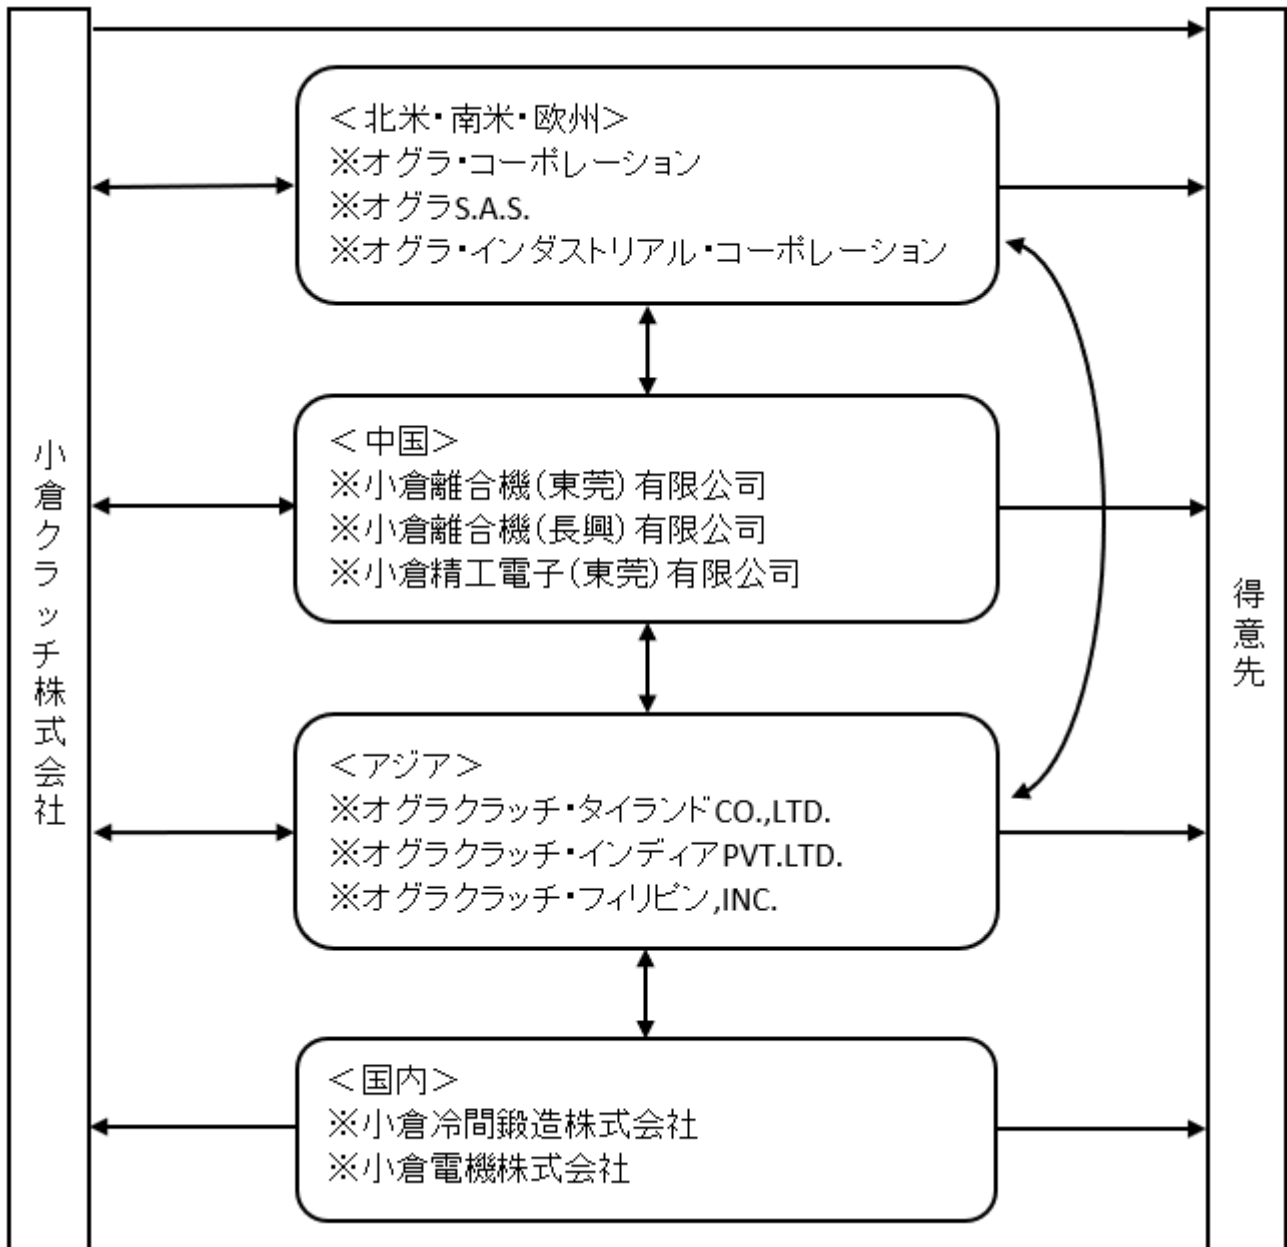 小倉クラッチ株式会社
＜北米・南米・欧州＞
※オグラ・コーポレーション
※オグラS.A.S.
※オグラ・インダストリアル・コーポレーション
＜中国＞
※小倉離合機(東莞)有限公司
※小倉離合機(長興)有限公司
※小倉精工電子(東莞)有限公司
＜アジア＞
※オグラクラッチ・タイランドCO.,LTD.
※オグラクラッチ・インディアPVT.LTD.
※オグラクラッチ・フィリピン,INC.
＜国内＞
※小倉冷間鍛造株式会社
※小倉電機株式会社
得意先